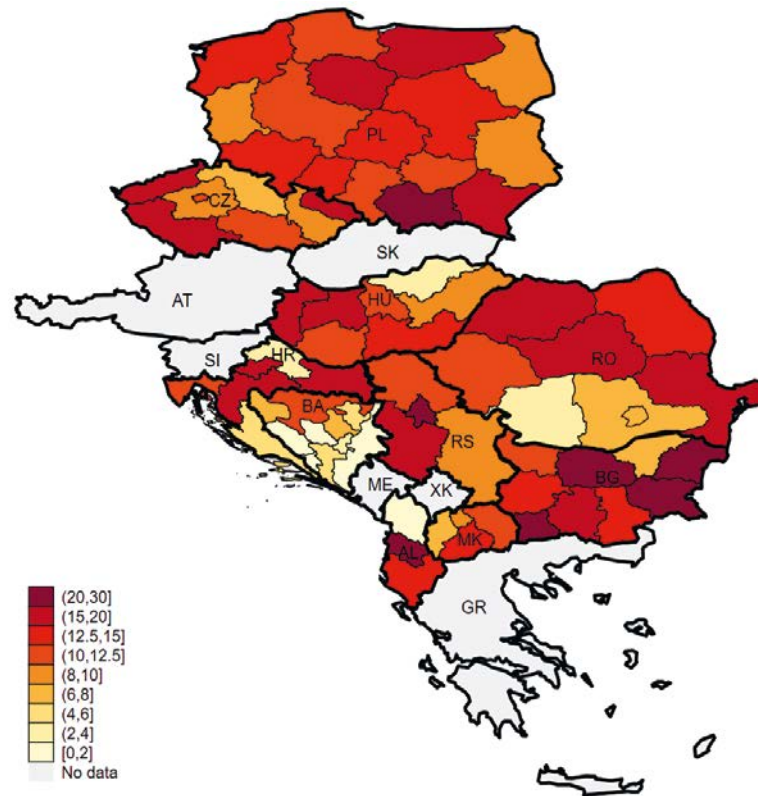 PL
CZ
SK
AT
HU
SI
HR
RO
BA
RS
ME
XK
BG
MK
AL
GR
(20,30]
(15,20]
(12.5,15]
(10,12.5]
(8,10]
(6,8]
(4,6]
(2,4]
[0,2]
No data